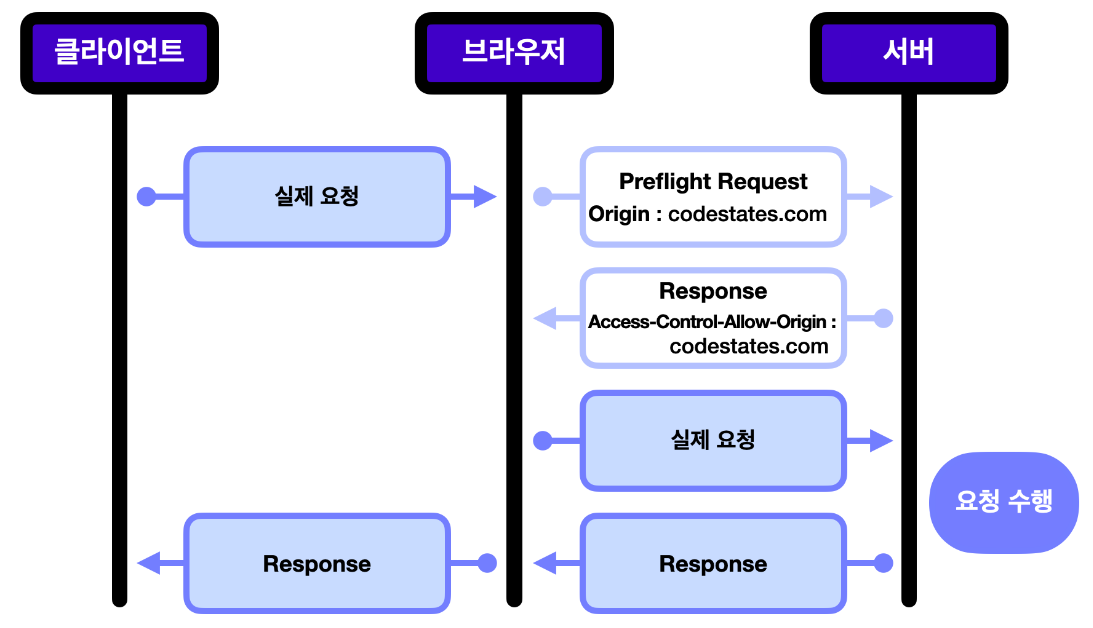 클라이언트
브라우저
서버
실제 요청
Preflight Request
Origin : codestates.com
Response
Access-Control-Allow-Origin :
codestates.com
실제 요청
요청 수행
Response
Response